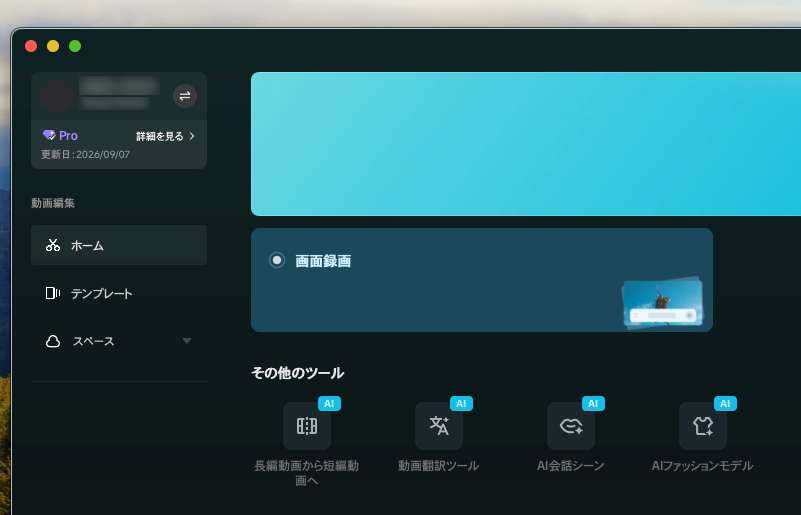 Pro
詳細を見る
更新日:2026/09/07
動画編集
ホーム
テンプレート
スペース
画面録画
その他のツール
AI
AI
AI
AI
長編動画から短編動
画へ
動画翻訳ツール
AI会話シーン
AIファッションモデル